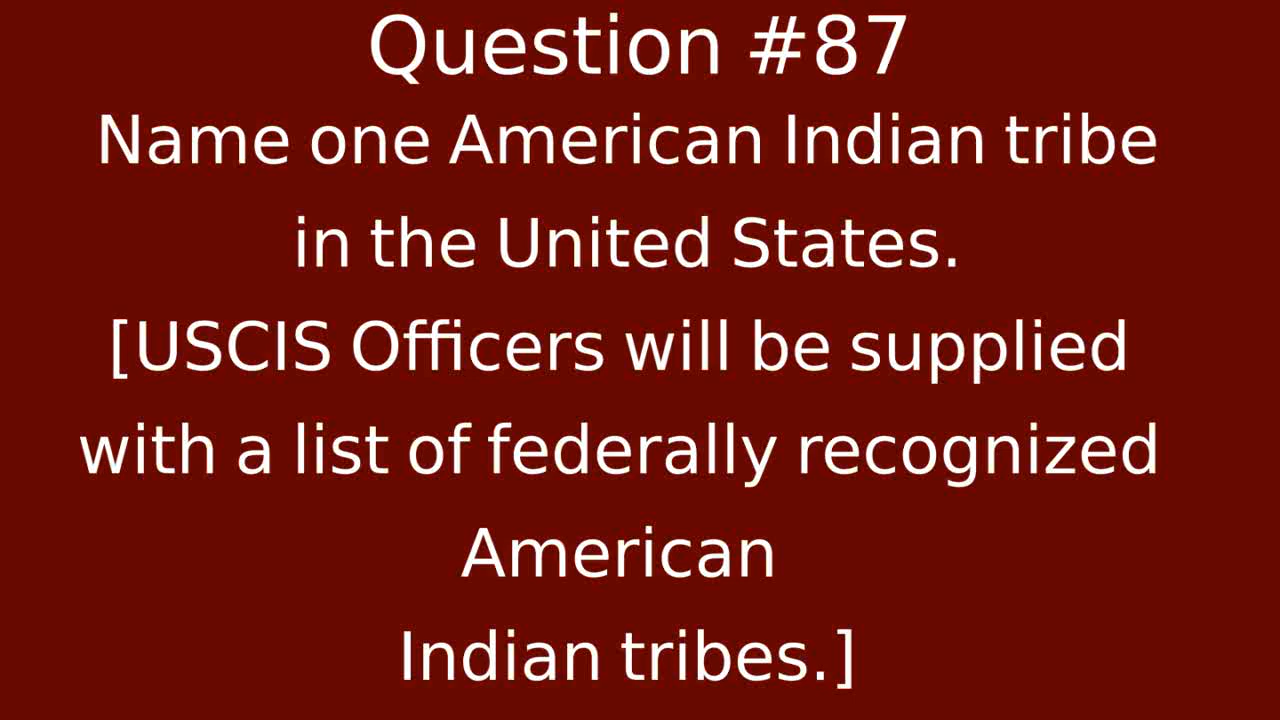 Question #87
Name one American Indian tribe
in the United States.
[USCIS Officers will be supplied
with a list of federally recognized
American
Indian tribes.]